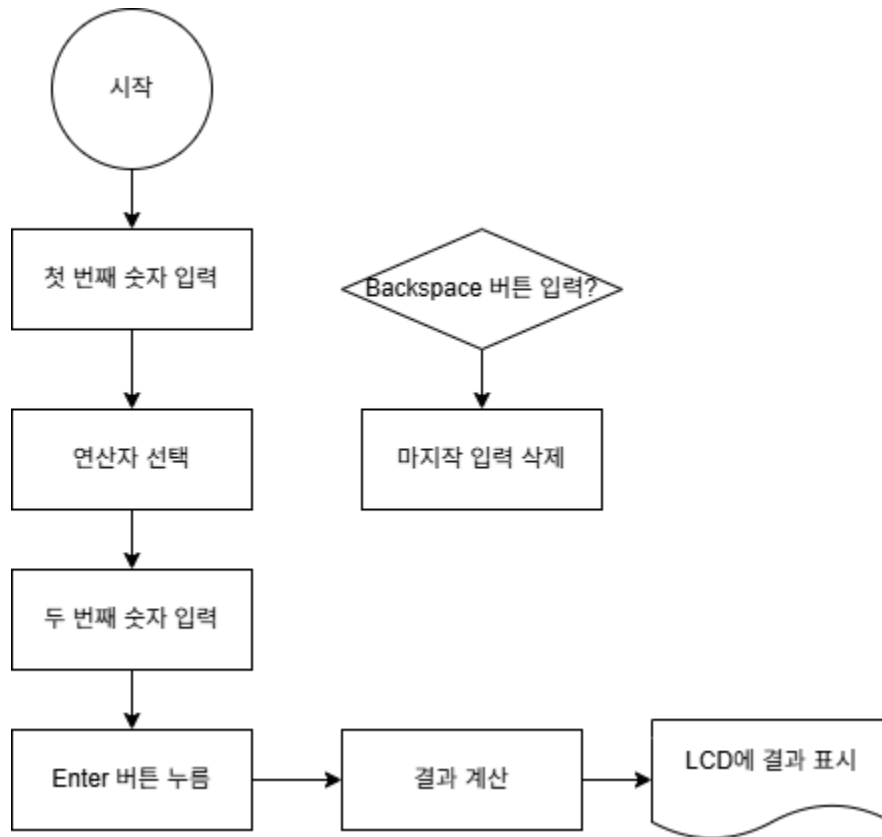 시작
첫 번째 숫자 입력
Backspace 버튼 입력?
연산자 선택
마지작 입력 삭제
두 번째 숫자 입력
Enter 버튼 누름
결과 계산
LCD에 결과 표시